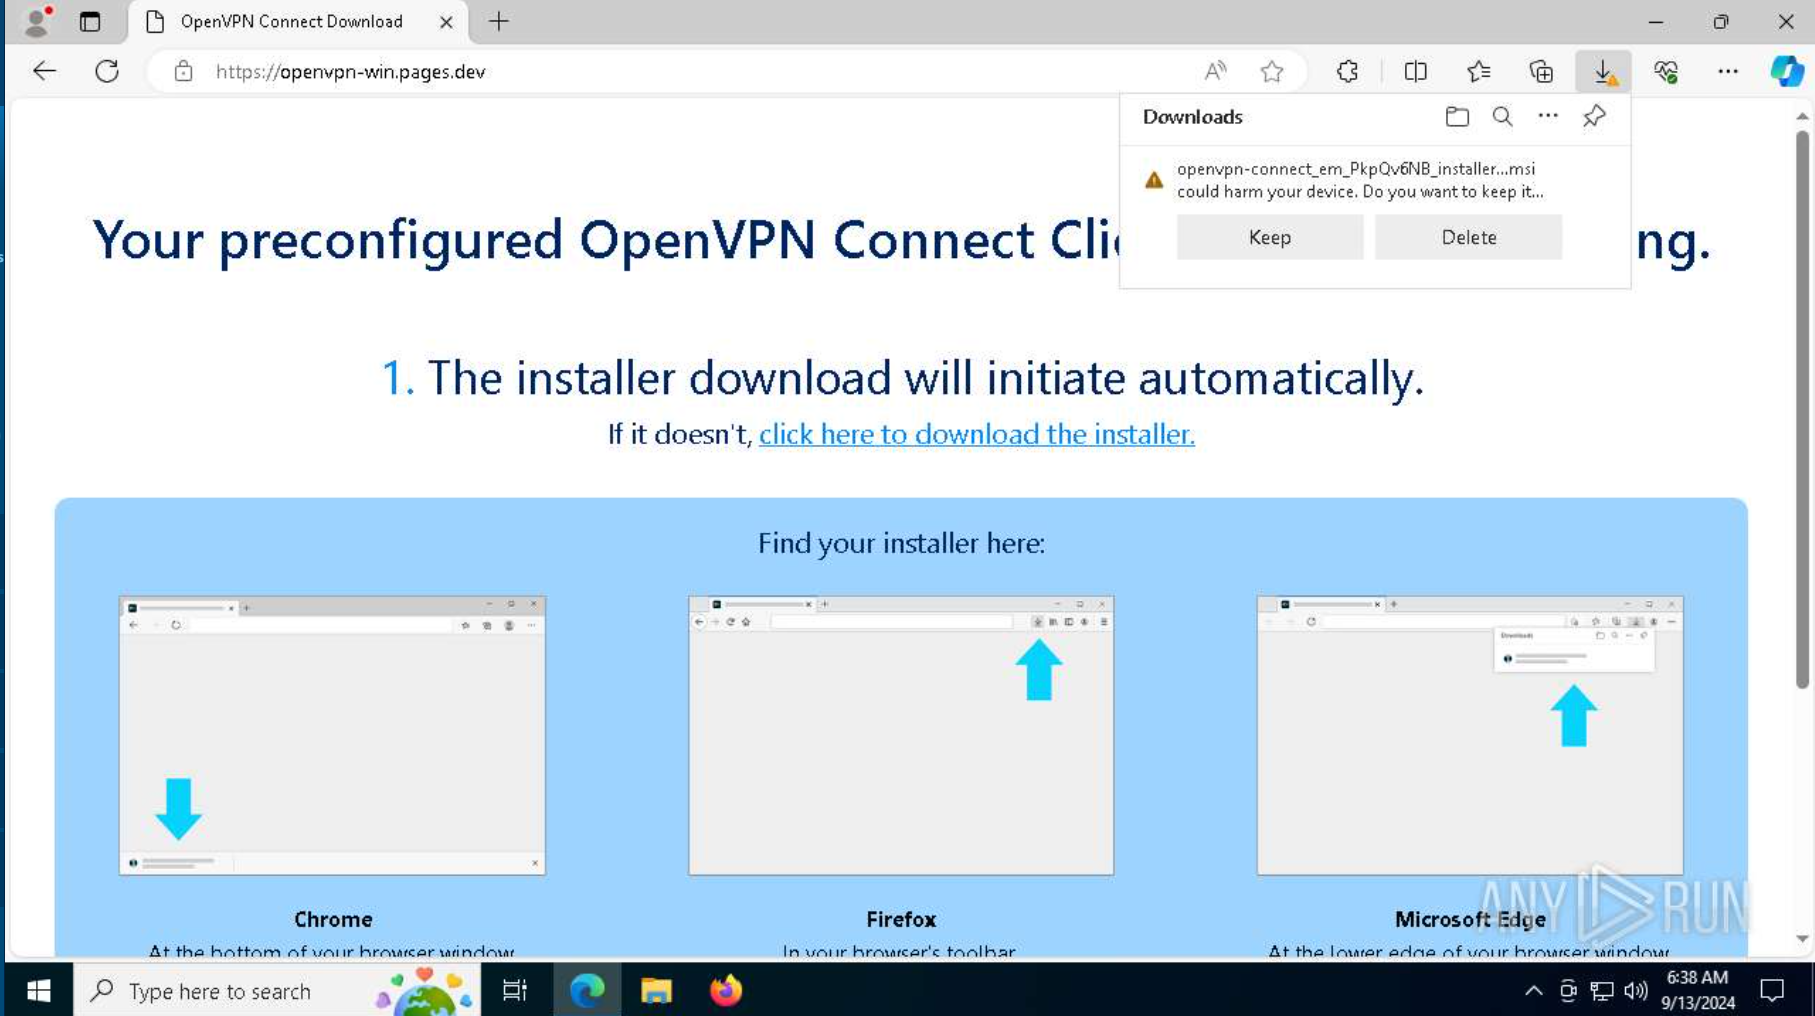 OpenVPN Connect Download
https://openvpn-win.pages.dev
Downloads
openvpn-connect_em_PkpQv6NB_installer...msi
could harm your device. Do you want to keep it...
Keep
Delete
Your preconfigured OpenVPN Connect Clie
ng.
1. The installer download will initiate automatically.
If it doesn't, click here to download the installer.
Find your installer here:
Downloads
Chrome
Firefox
Microsoft Edge
At the bottom of your browser window
In your browser's toolbar
At the lower edge of your browser window
ANY RUN
Type here to search
6:38 AM
9/13/2024